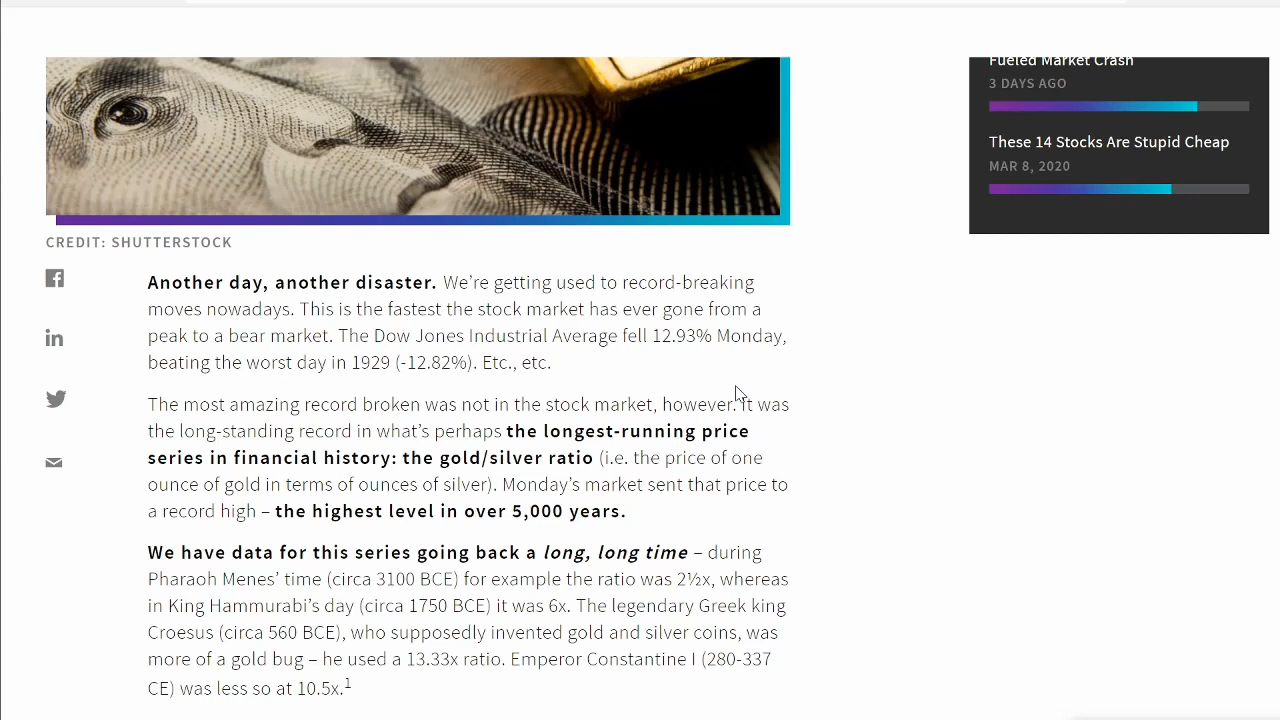 Fueled Market Crash
3 DAYS AGO
These 14 Stocks Are Stupid Cheap
MAR 8, 2020
CREDIT: SHUTTERSTOCK
Another day, another disaster. We’re getting used to record-breaking
moves nowadays. This is the fastest the stock market has ever gone from a
peak to a bear market. The Dow Jones Industrial Average fell 12.93% Monday,
beating the worst day in 1929 (-12.82%). Etc., etc.
The most amazing record broken was not in the stock market, however. It was
the long-standing record in what’s perhaps the longest-running price
series in financial history: the gold/silver ratio (i.e. the price of one
ounce of gold in terms of ounces of silver). Monday’s market sent that price to
a record high – the highest level in over 5,000 years.
We have data for this series going back a long, long time – during
Pharaoh Menes’ time (circa 3100 BCE) for example the ratio was 2½x, whereas
in King Hammurabi’s day (circa 1750 BCE) it was 6x. The legendary Greek king
Croesus (circa 560 BCE), who supposedly invented gold and silver coins, was
more of a gold bug – he used a 13.33x ratio. Emperor Constantine I (280-337
CE) was less so at 10.5x.¹